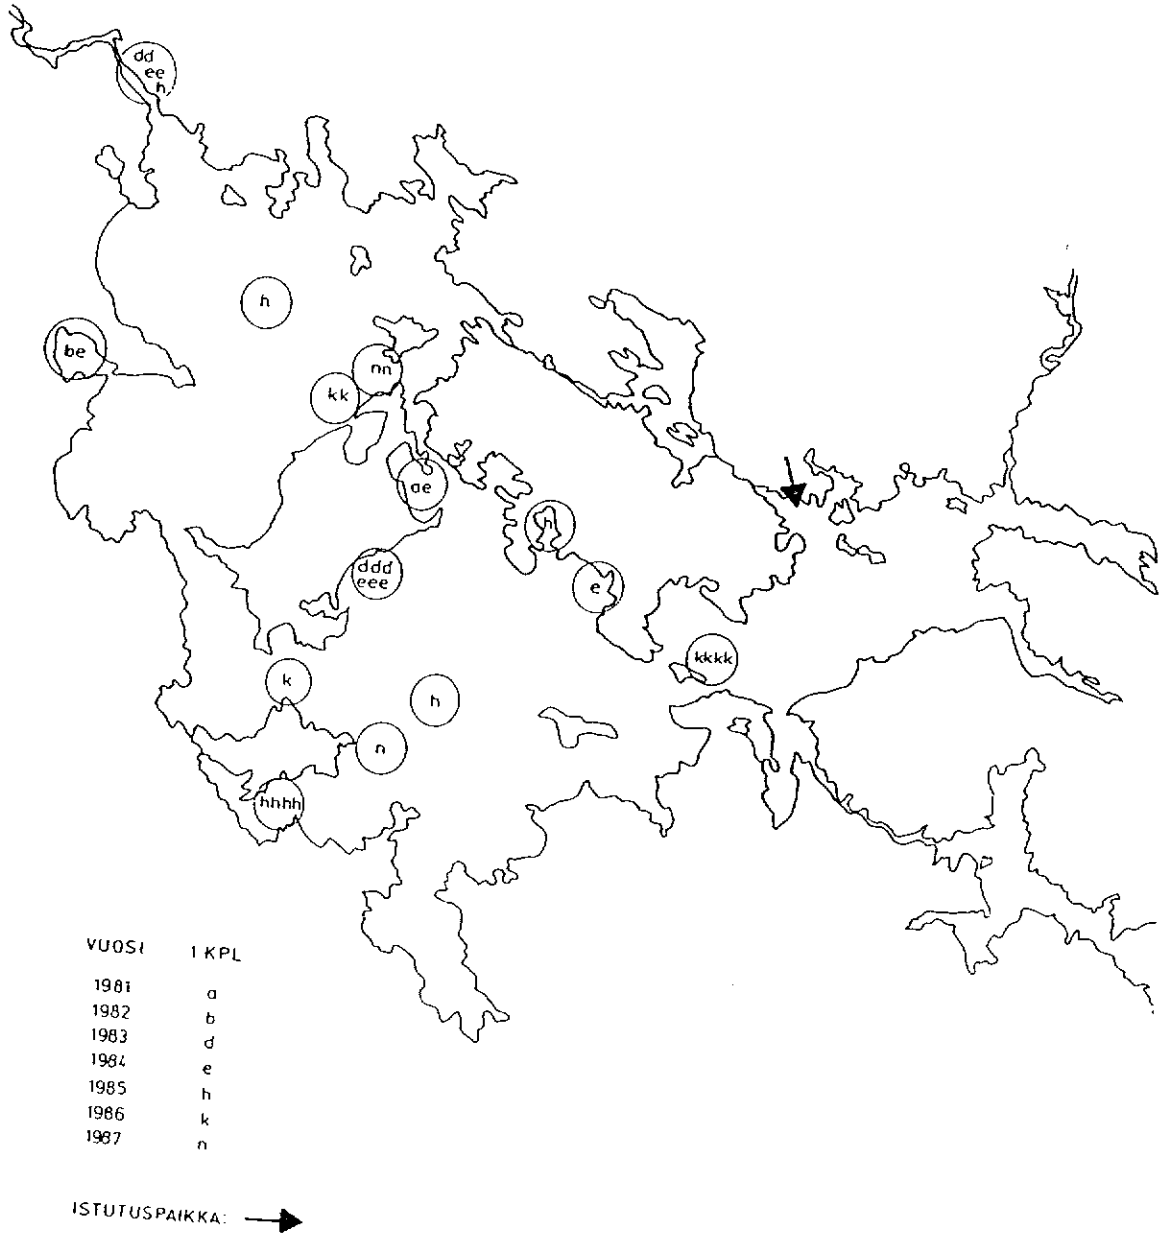 dd
ee
h
h
be
nn
kk
ae
h
ddd
eee
e
kkkk
k
h
n
hhhh
VUOSI 1 KPL
1981 a
1982 b
1983 d
1984 e
1985 h
1986 k
1987 n
ISTUTUSPAIKKA: